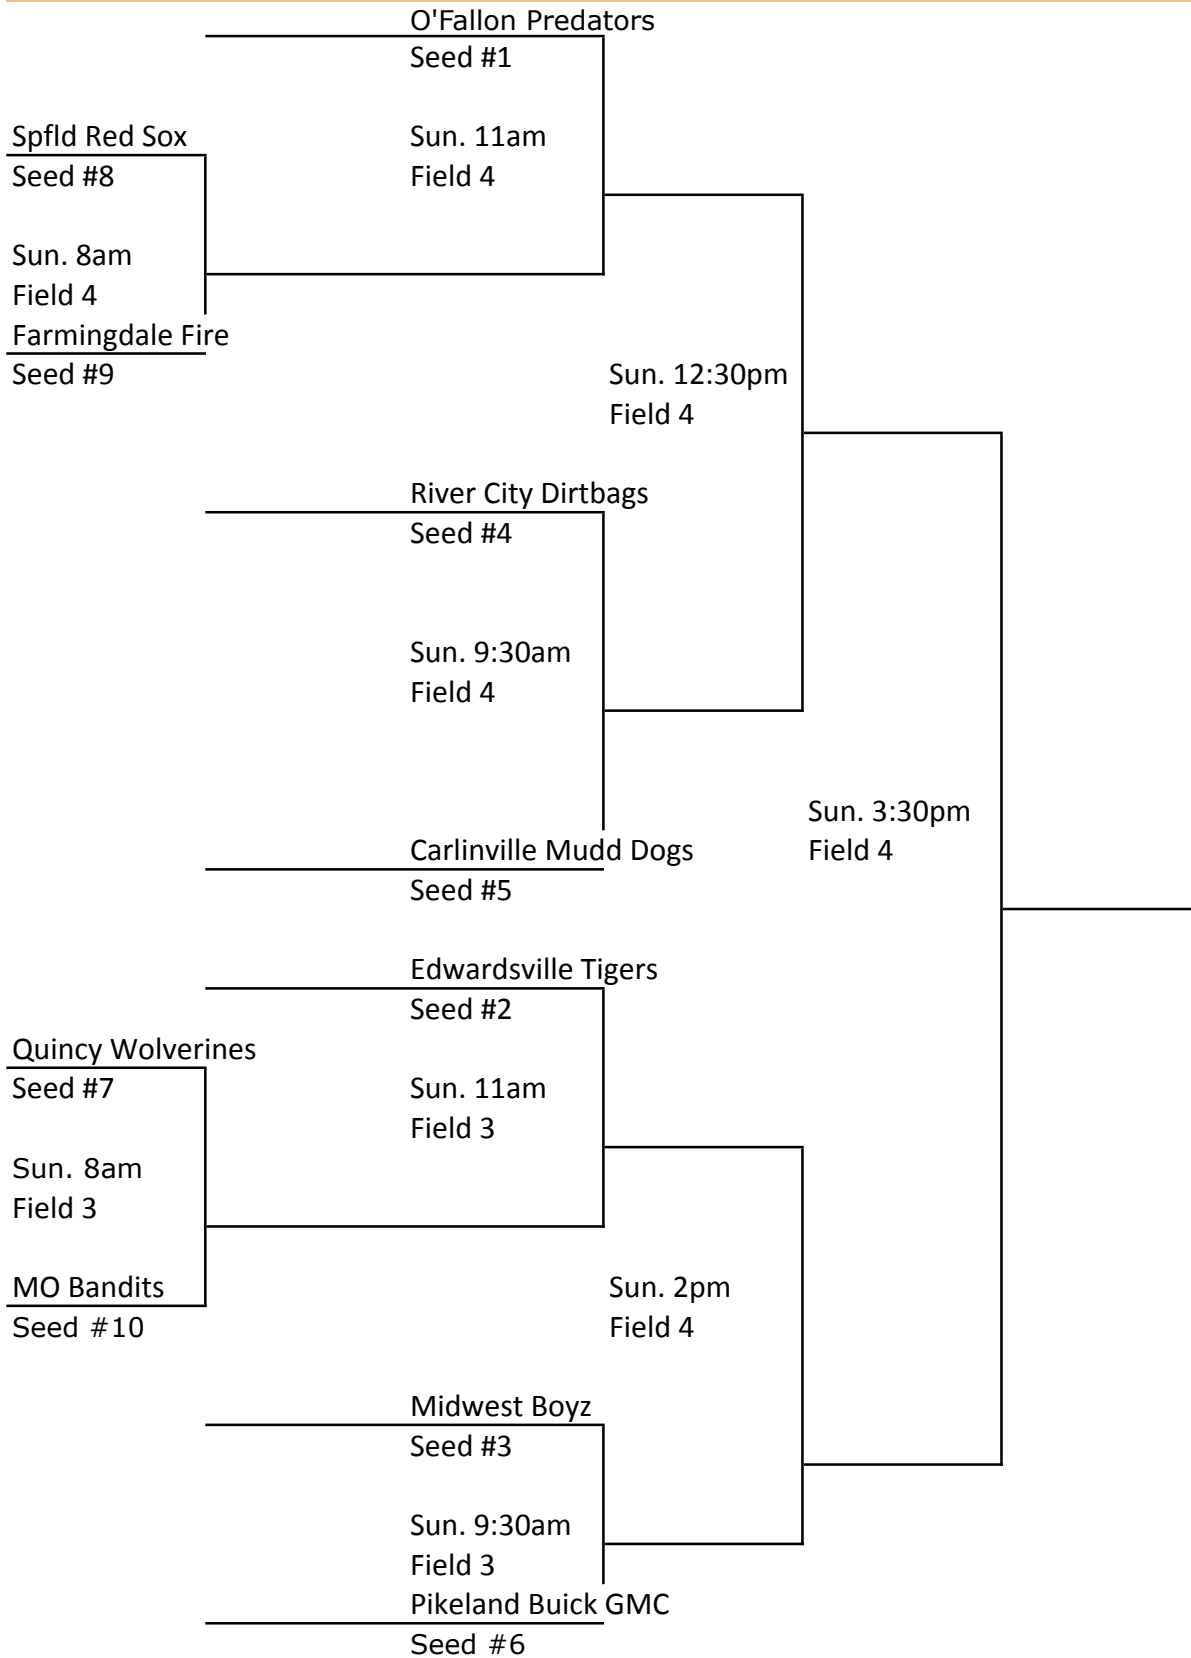 O'Fallon Predators
Seed #1
Spfld Red Sox
Sun. 11am
Seed #8
Field 4
Sun. 8am
Field 4
Farmingdale Fire
Seed #9
Sun. 12:30pm
Field 4
River City Dirtbags
Seed #4
Sun. 9:30am
Field 4
Sun. 3:30pm
Carlinville Mudd Dogs
Field 4
Seed #5
Edwardsville Tigers
Seed #2
Quincy Wolverines
Seed #7
Sun. 11am
Field 3
Sun. 8am
Field 3
MO Bandits
Sun. 2pm
Seed #10
Field 4
Midwest Boyz
Seed #3
Sun. 9:30am
Field 3
Pikeland Buick GMC
Seed #6